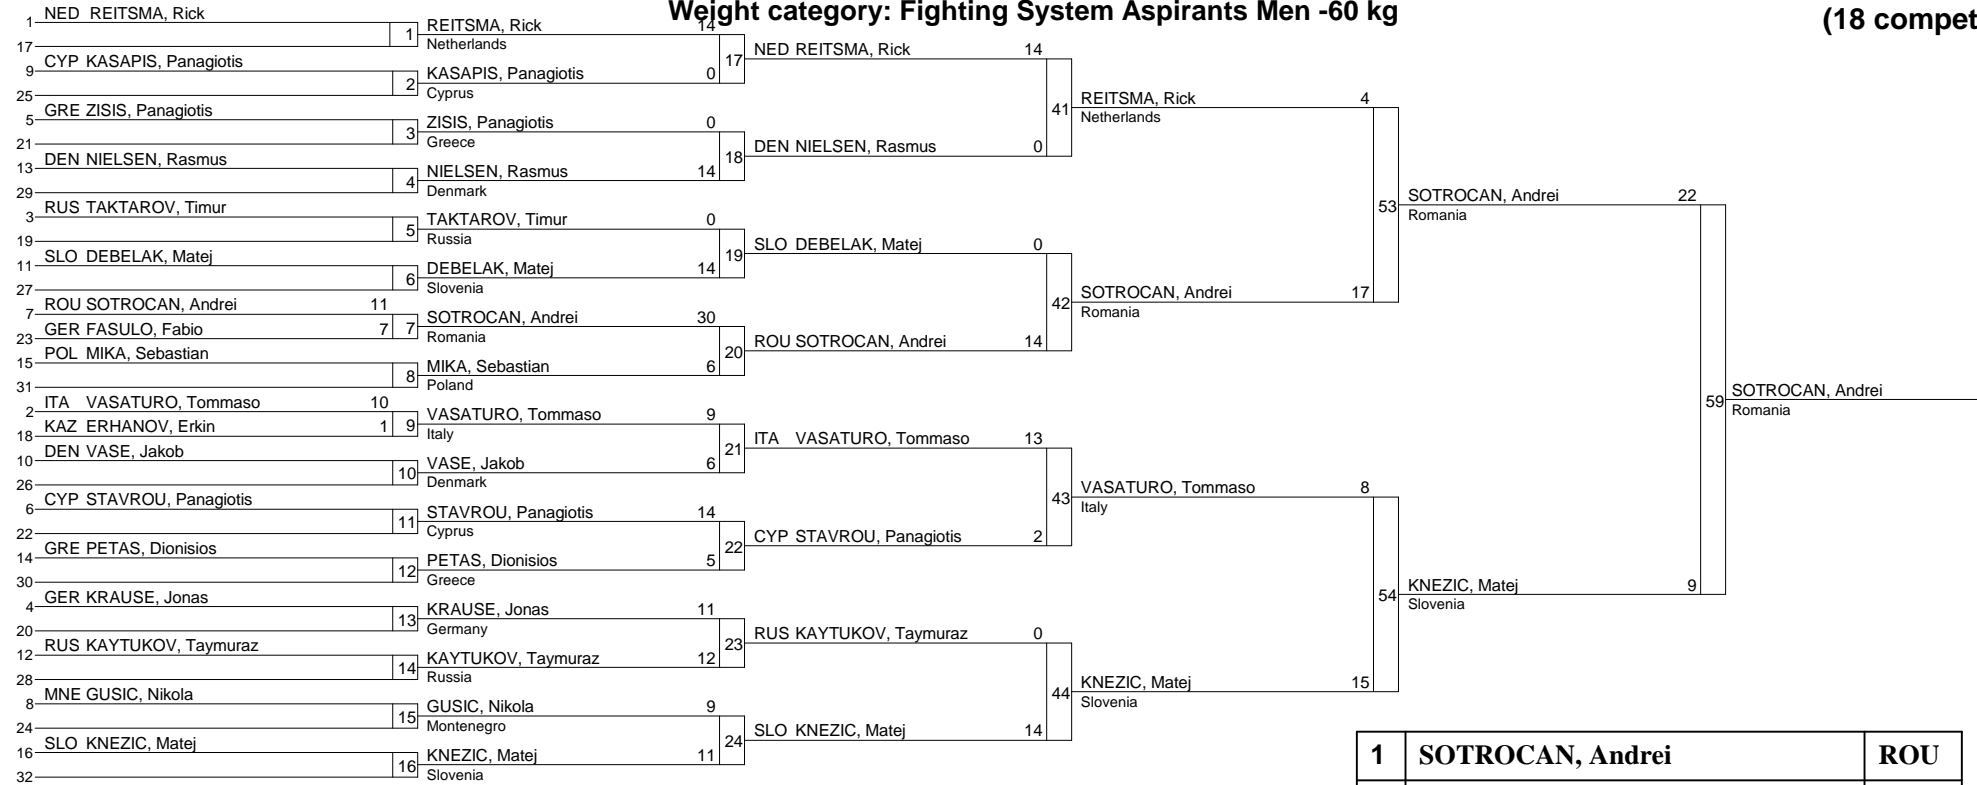 Weight category: Fighting System Aspirants Men -60 kg
(18 compet
1 NED REITSMA, Rick
17
1 REITSMA, Rick 14
Netherlands
9 CYP KASAPIS, Panagiotis
25
2 KASAPIS, Panagiotis 0
Cyprus
5 GRE ZISIS, Panagiotis
21
3 ZISIS, Panagiotis 0
Greece
13 DEN NIELSEN, Rasmus
29
4 NIELSEN, Rasmus 14
Denmark
3 RUS TAKTAROV, Timur
19
5 TAKTAROV, Timur 0
Russia
11 SLO DEBELAK, Matej
27
6 DEBELAK, Matej 14
Slovenia
7 ROU SOTROCAN, Andrei 11
23 GER FASULO, Fabio 7
7 SOTROCAN, Andrei 30
Romania
15 POL MIKA, Sebastian
31
8 MIKA, Sebastian 6
Poland
2 ITA VASATURO, Tommaso 10
18 KAZ ERHANOV, Erkin 1
9 VASATURO, Tommaso 9
Italy
10 DEN VASE, Jakob
26
10 VASE, Jakob 6
Denmark
6 CYP STAVROU, Panagiotis
22
11 STAVROU, Panagiotis 14
Cyprus
14 GRE PETAS, Dionisios
30
12 PETAS, Dionisios 5
Greece
4 GER KRAUSE, Jonas
20
13 KRAUSE, Jonas 11
Germany
12 RUS KAYTUKOV, Taymuraz
28
14 KAYTUKOV, Taymuraz 12
Russia
8 MNE GUSIC, Nikola
24
15 GUSIC, Nikola 9
Montenegro
16 SLO KNEZIC, Matej
32
16 KNEZIC, Matej 11
Slovenia
17 NED REITSMA, Rick 14
18 DEN NIELSEN, Rasmus 0
19 SLO DEBELAK, Matej 0
20 ROU SOTROCAN, Andrei 14
21 ITA VASATURO, Tommaso 13
22 CYP STAVROU, Panagiotis 2
23 RUS KAYTUKOV, Taymuraz 0
24 SLO KNEZIC, Matej 14
41 REITSMA, Rick 4
Netherlands
42 SOTROCAN, Andrei 17
Romania
43 VASATURO, Tommaso 8
Italy
44 KNEZIC, Matej 15
Slovenia
53 SOTROCAN, Andrei 22
Romania
54 KNEZIC, Matej 9
Slovenia
59 SOTROCAN, Andrei
Romania
1 SOTROCAN, Andrei ROU